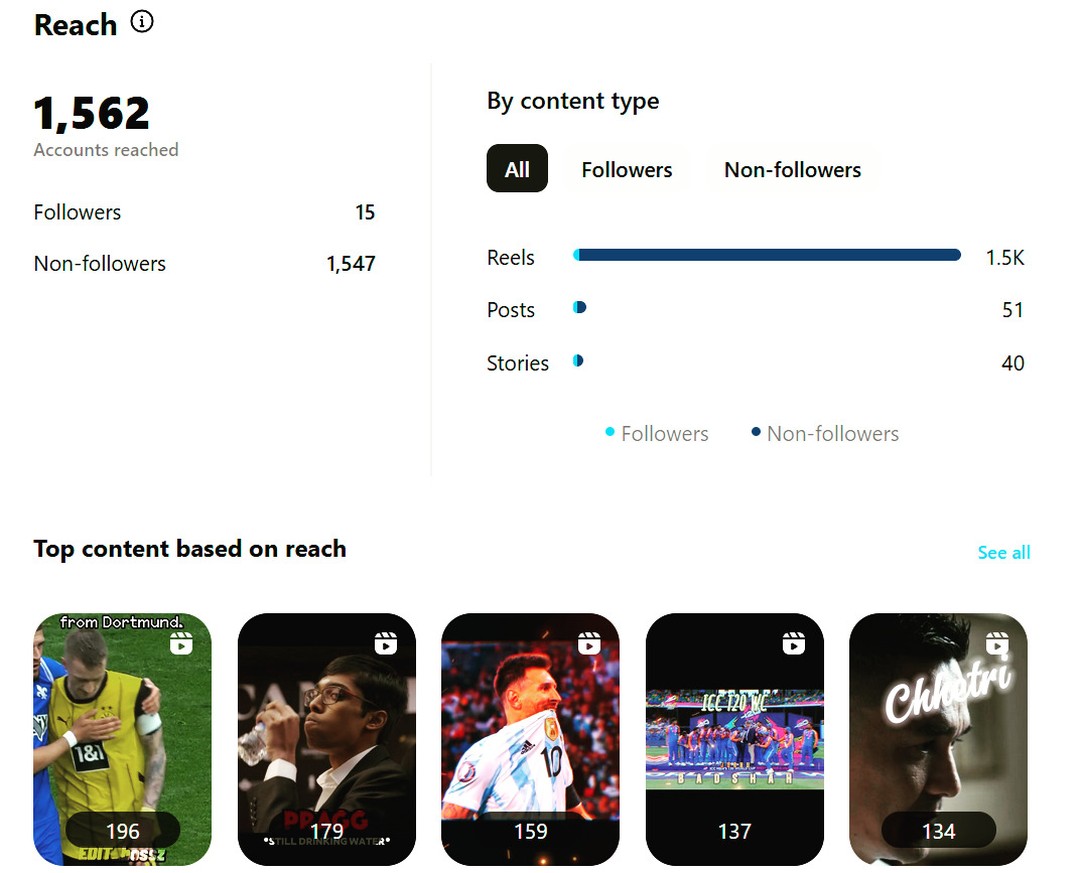 Reach
1,562
Accounts reached
Followers 15
Non-followers 1,547
By content type
All Followers Non-followers
Reels 1.5K
Posts 51
Stories 40
Followers Non-followers
Top content based on reach
See all
from Dortmund.
1&1
196
EDIT
PRAGG
179
STILL DRINKING WATER
10
159
ICC T20 WC
BADSHAH
137
Chhetri
134